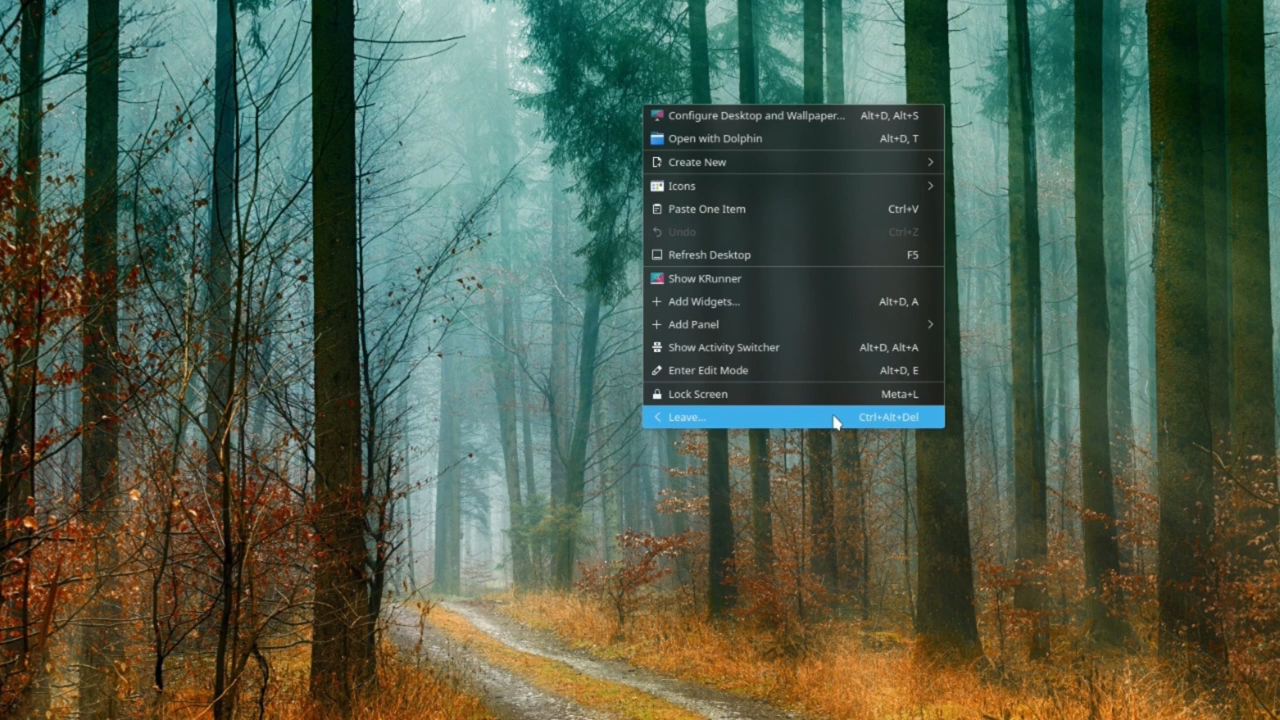 Configure Desktop and Wallpaper... Alt+D, Alt+S
Open with Dolphin Alt+D, T
Create New
Icons
Paste One Item Ctrl+V
Undo Ctrl+Z
Refresh Desktop F5
Show KRunner
Add Widgets... Alt+D, A
Add Panel
Show Activity Switcher Alt+D, Alt+A
Enter Edit Mode Alt+D, E
Lock Screen Meta+L
Leave... Ctrl+Alt+Del